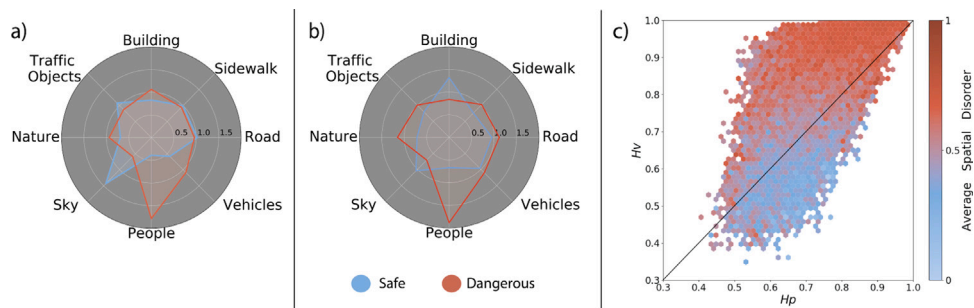 a)
Building
Traffic
Objects
Sidewalk
Nature
0.5 1.0 1.5
Road
Sky
Vehicles
People
b)
Building
Traffic
Objects
Sidewalk
Nature
0.5 1.0 1.5
Road
Sky
Vehicles
People
Safe
Dangerous
c)
1.0
0.9
0.8
0.7
0.6
0.5
0.4
0.3
Hv
0.3 0.4 0.5 0.6 0.7 0.8 0.9 1.0
Hp
1
0.5
0
Average Spatial Disorder